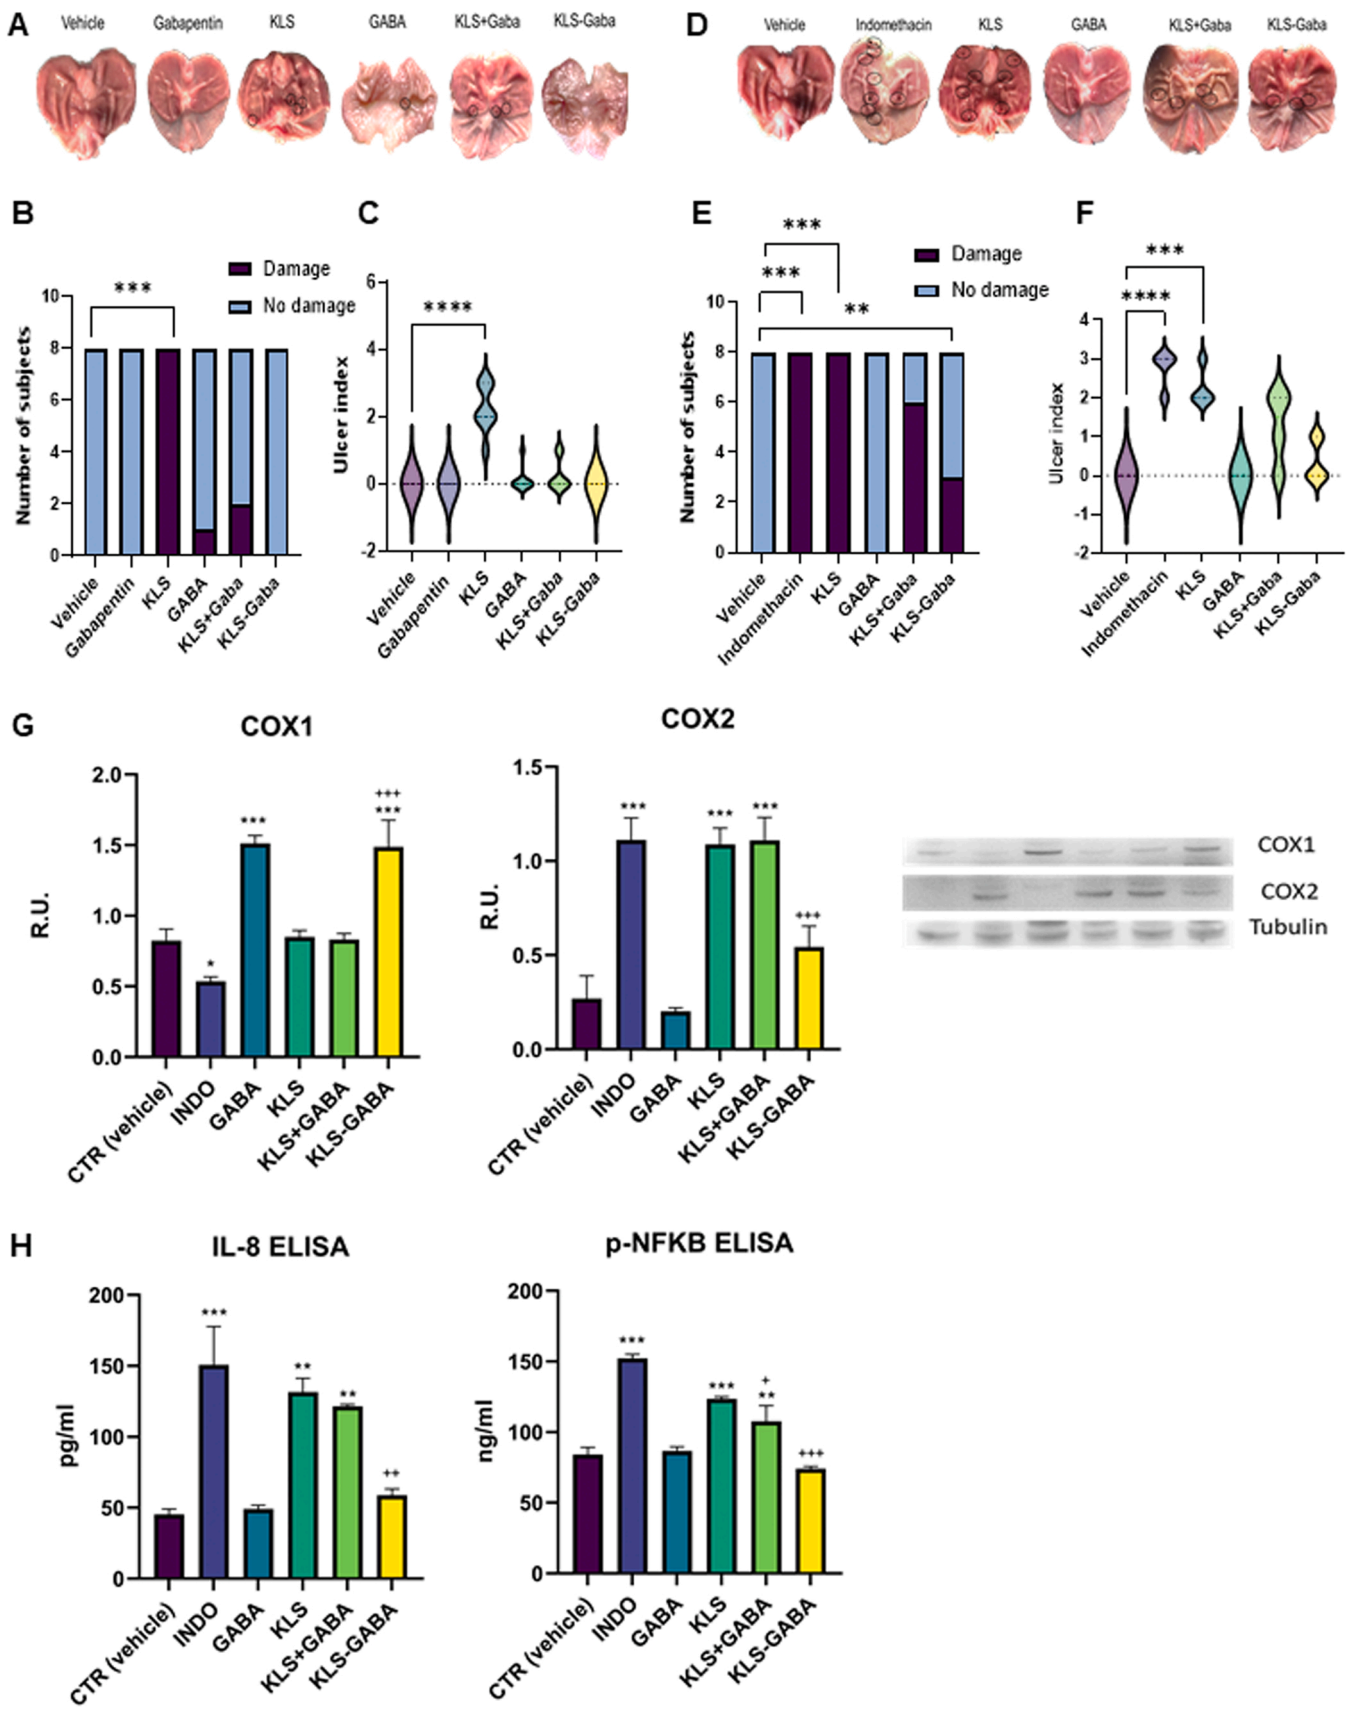 A
Vehicle Gabapentin KLS GABA KLS+Gaba KLS-Gaba
D
Vehicle Indomethacin KLS GABA KLS+Gaba KLS-Gaba
B
Damage
No damage
***
Number of subjects
10
8
6
4
2
0
Vehicle
Gabapentin
KLS
GABA
KLS+Gaba
KLS-Gaba
C
****
Ulcer index
6
4
2
0
-2
Vehicle
Gabapentin
KLS
GABA
KLS+Gaba
KLS-Gaba
E
***
***
**
Damage
No damage
Number of subjects
10
8
6
4
2
0
Vehicle
Indomethacin
KLS
GABA
KLS+Gaba
KLS-Gaba
F
***
****
Ulcer index
4
3
2
1
0
-1
-2
Vehicle
Indomethacin
KLS
GABA
KLS+Gaba
KLS-Gaba
G
COX1
R.U.
2.0
1.5
1.0
0.5
0.0
*
***
+++
***
CTR (vehicle)
INDO
GABA
KLS
KLS+GABA
KLS-GABA
COX2
R.U.
1.5
1.0
0.5
0.0
***
***
***
+++
CTR (vehicle)
INDO
GABA
KLS
KLS+GABA
KLS-GABA
COX1
COX2
Tubulin
H
IL-8 ELISA
pg/ml
200
150
100
50
0
***
**
**
++
CTR (vehicle)
INDO
GABA
KLS
KLS+GABA
KLS-GABA
p-NFKB ELISA
ng/ml
200
150
100
50
0
***
***
+
**
+++
CTR (vehicle)
INDO
GABA
KLS
KLS+GABA
KLS-GABA